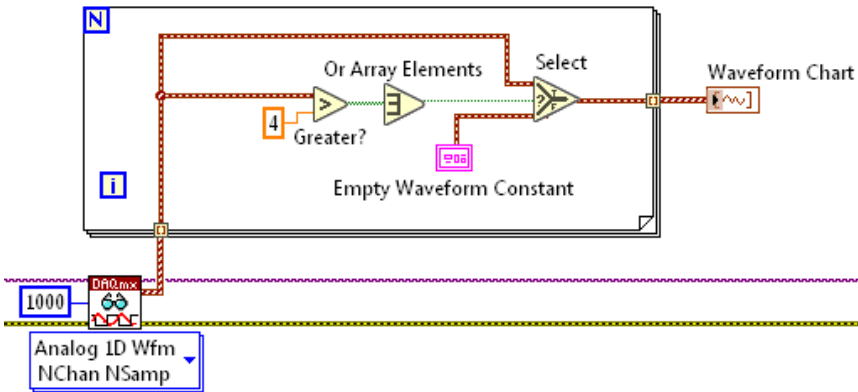 N
Or Array Elements
Select
Waveform Chart
>
?
T
F
4
Greater?
Empty Waveform Constant
i
DAQmx
1000
Analog 1D Wfm
NChan NSamp